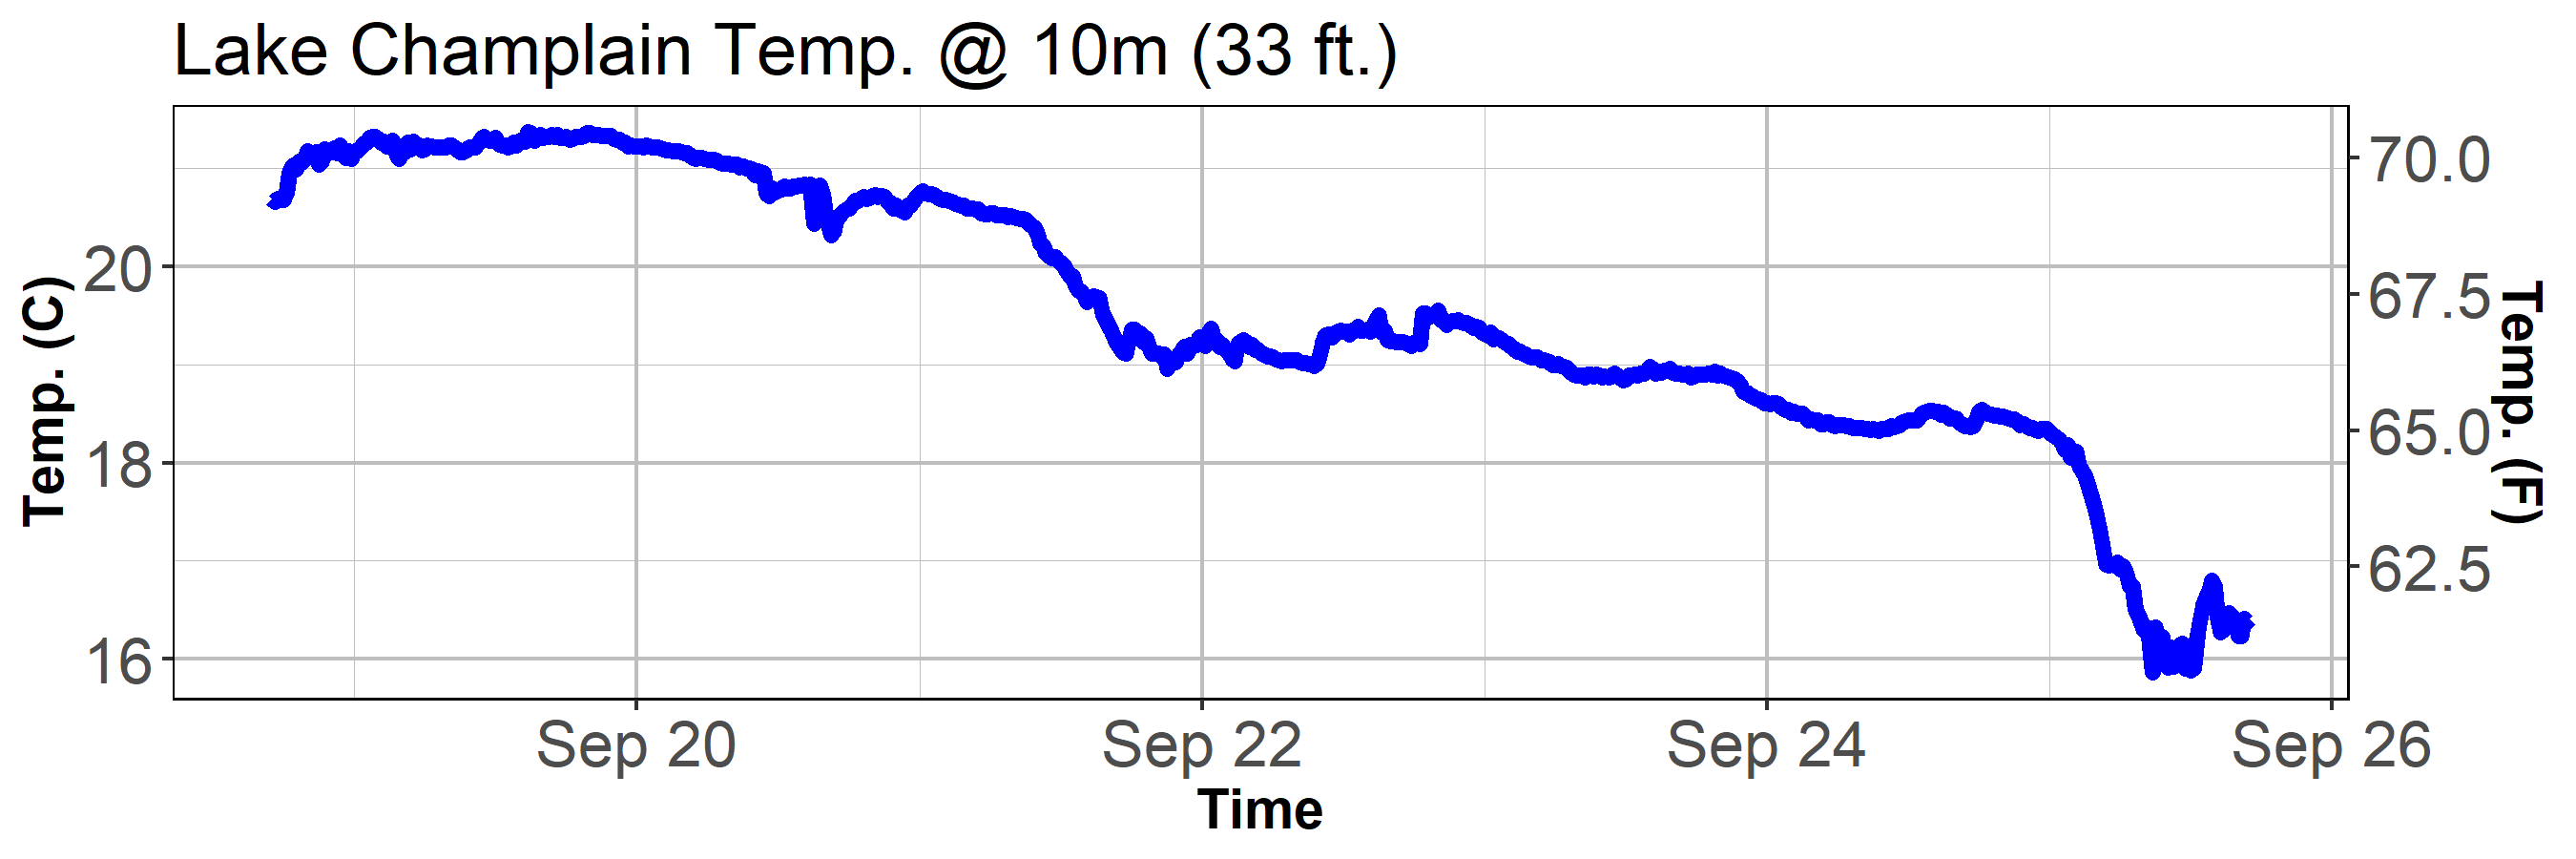 Lake Champlain Temp. @ 10m (33 ft.)
Temp. (C)
20
18
16
70.0
67.5
65.0
62.5
Temp. (F)
Sep 20
Sep 22
Sep 24
Sep 26
Time